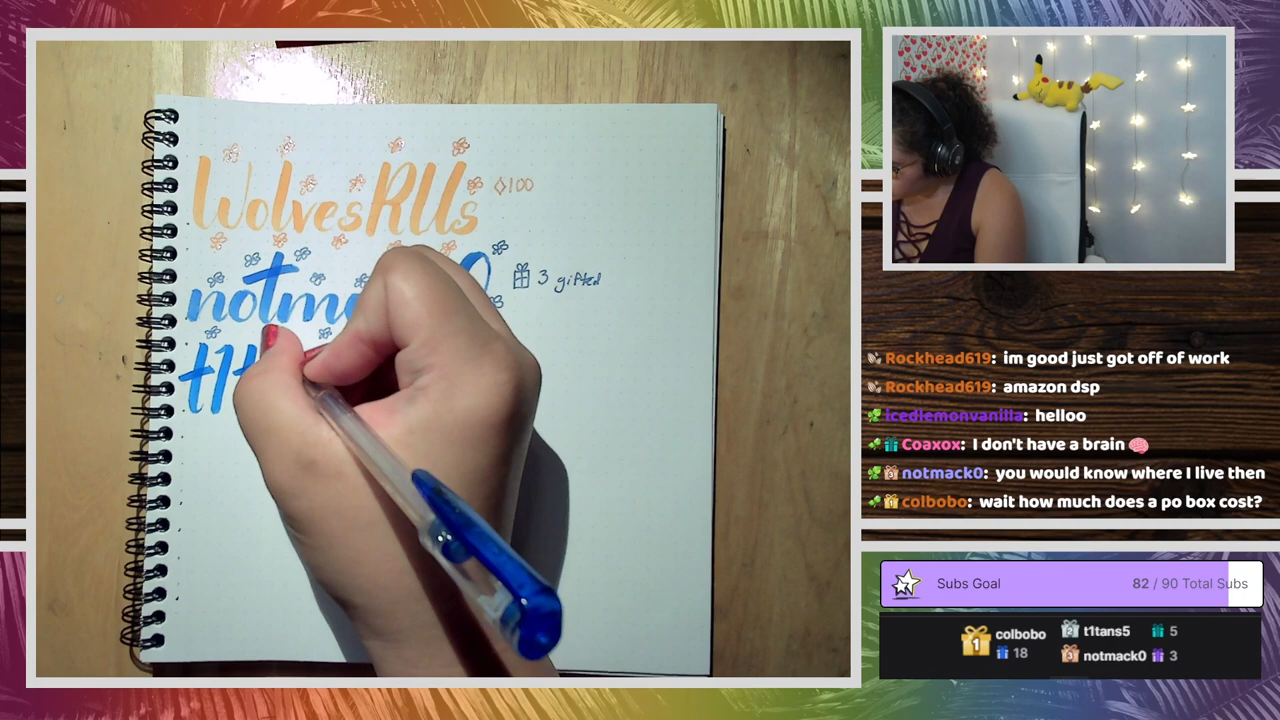 WolvesRUs ◊100
3 gifted
Rockhead619: im good just got off of work
Rockhead619: amazon dsp
icedlemonvanilla: helloo
Coaxox: I don't have a brain 🧠
notmack0: you would know where I live then
colbobo: wait how much does a po box cost?
Subs Goal 82 / 90 Total Subs
1 colbobo 18
2 t1tans5 5
3 notmack0 3